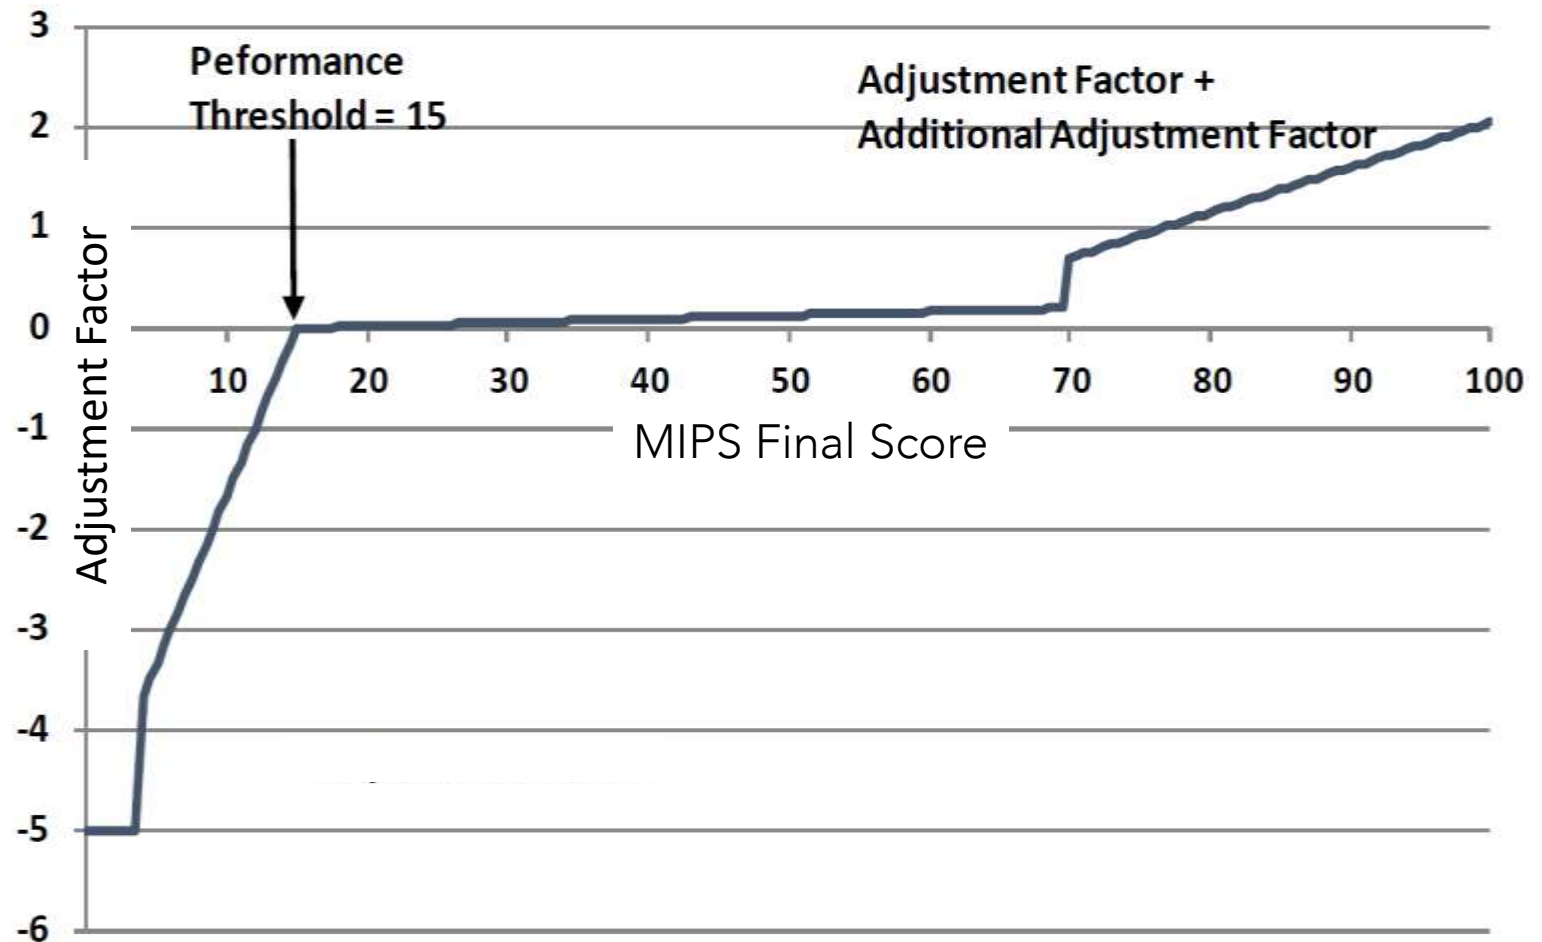 3
Peformance
Threshold = 15
Adjustment Factor +
Additional Adjustment Factor
2
1
0
-1
-2
-3
-4
-5
-6
Adjustment Factor
10 20 30 40 50 60 70 80 90 100
MIPS Final Score